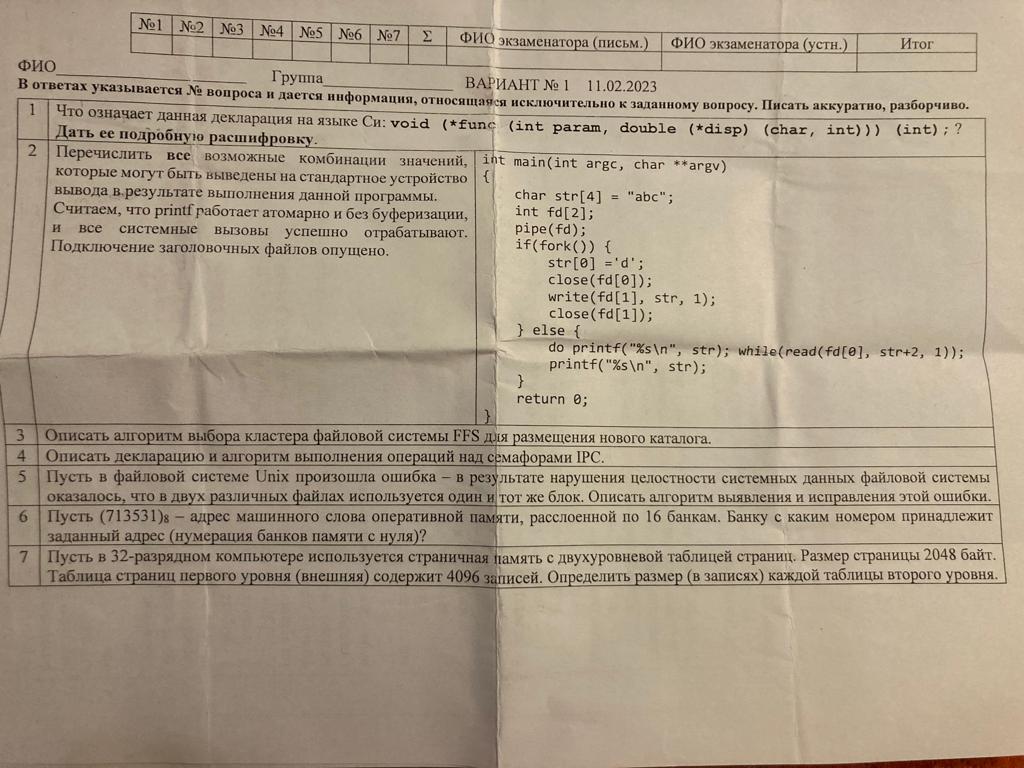 №1 №2 №3 №4 №5 №6 №7 Σ ФИО экзаменатора (письм.) ФИО экзаменатора (устн.) Итог
ФИО_______________ Группа_______________ ВАРИАНТ № 1 11.02.2023
В ответах указывается № вопроса и дается информация, относящаяся исключительно к заданному вопросу. Писать аккуратно, разборчиво.
1 Что означает данная декларация на языке Си: void (*func (int param, double (*disp) (char, int))) (int); ?
Дать ее подробную расшифровку.
2 Перечислить все возможные комбинации значений,
которые могут быть выведены на стандартное устройство
вывода в результате выполнения данной программы.
Считаем, что printf работает атомарно и без буферизации,
и все системные вызовы успешно отрабатывают.
Подключение заголовочных файлов опущено.
int main(int argc, char **argv)
{
char str[4] = "abc";
int fd[2];
pipe(fd);
if(fork()) {
str[0] ='d';
close(fd[0]);
write(fd[1], str, 1);
close(fd[1]);
} else {
do printf("%s\n", str); while(read(fd[0], str+2, 1));
printf("%s\n", str);
}
return 0;
}
3 Описать алгоритм выбора кластера файловой системы FFS для размещения нового каталога.
4 Описать декларацию и алгоритм выполнения операций над семафорами IPC.
5 Пусть в файловой системе Unix произошла ошибка – в результате нарушения целостности системных данных файловой системы
оказалось, что в двух различных файлах используется один и тот же блок. Описать алгоритм выявления и исправления этой ошибки.
6 Пусть (713531)₈ – адрес машинного слова оперативной памяти, расслоенной по 16 банкам. Банку с каким номером принадлежит
заданный адрес (нумерация банков памяти с нуля)?
7 Пусть в 32-разрядном компьютере используется страничная память с двухуровневой таблицей страниц. Размер страницы 2048 байт.
Таблица страниц первого уровня (внешняя) содержит 4096 записей. Определить размер (в записях) каждой таблицы второго уровня.